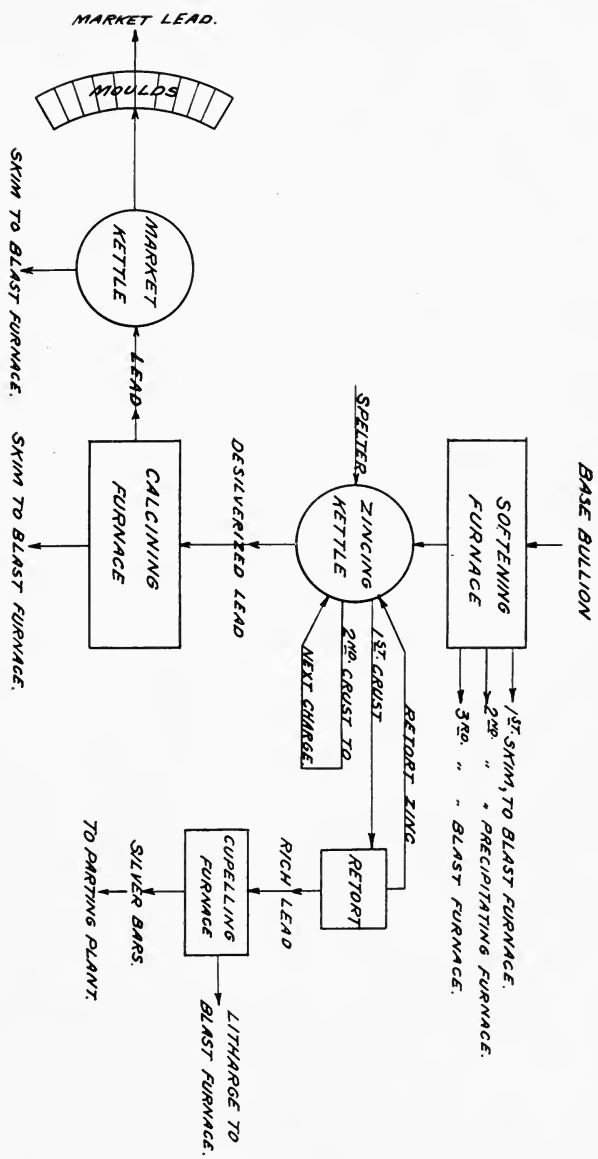 BASE BULLION
SOFTENING
FURNACE
1ST. SKIM, TO BLAST FURNACE.
2ND. " " PRECIPITATING FURNACE.
3RD. " " BLAST FURNACE.
SPELTER
ZINCING
KETTLE
RETORT ZINC
1ST. CRUST
2ND. CRUST TO
NEXT CHARGE.
RETORT
RICH LEAD
CUPELLING
FURNACE
LITHARGE TO
BLAST FURNACE.
SILVER BARS.
TO PARTING PLANT.
DESILVERIZED LEAD
CALCINING
FURNACE
SKIM TO BLAST FURNACE.
LEAD
MARKET
KETTLE
SKIM TO BLAST FURNACE.
MOULDS
MARKET LEAD.